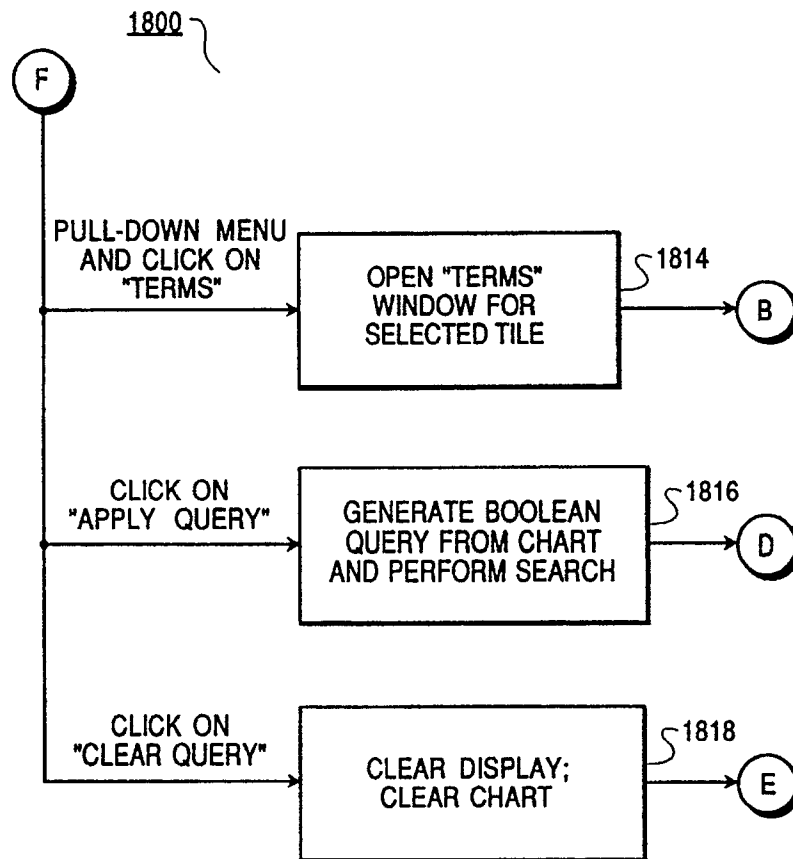 1800
F
PULL-DOWN MENU
AND CLICK ON
"TERMS"
OPEN "TERMS"
WINDOW FOR
SELECTED TILE
1814
B
CLICK ON
"APPLY QUERY"
GENERATE BOOLEAN
QUERY FROM CHART
AND PERFORM SEARCH
1816
D
CLICK ON
"CLEAR QUERY"
CLEAR DISPLAY;
CLEAR CHART
1818
E